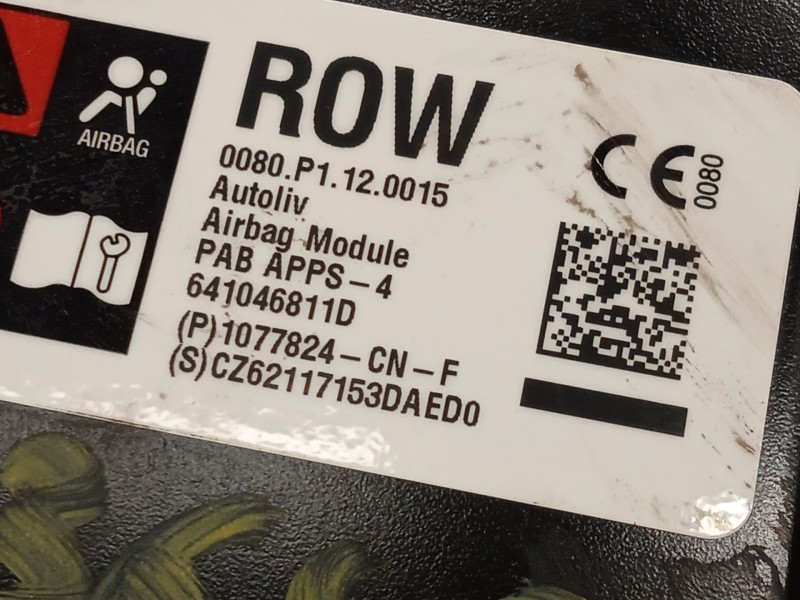 AIRBAG
ROW
0080.P1.12.0015
Autoliv
Airbag Module
PAB APPS-4
641046811D
(P)1077824-CN-F
(S)CZ62117153DAED0
CE 0080